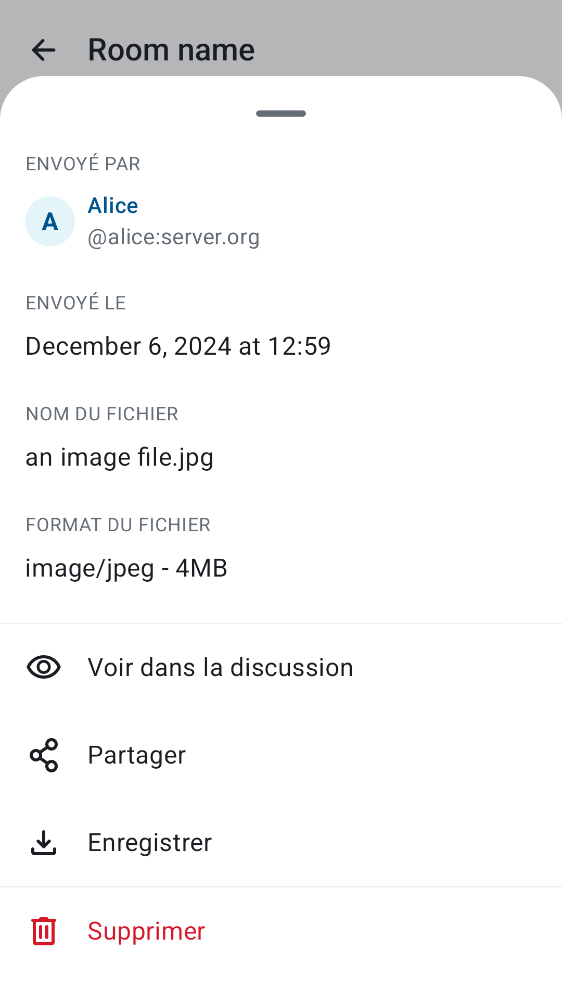 Room name
ENVOYÉ PAR
A
Alice
@alice:server.org
ENVOYÉ LE
December 6, 2024 at 12:59
NOM DU FICHIER
an image file.jpg
FORMAT DU FICHIER
image/jpeg - 4MB
Voir dans la discussion
Partager
Enregistrer
Supprimer